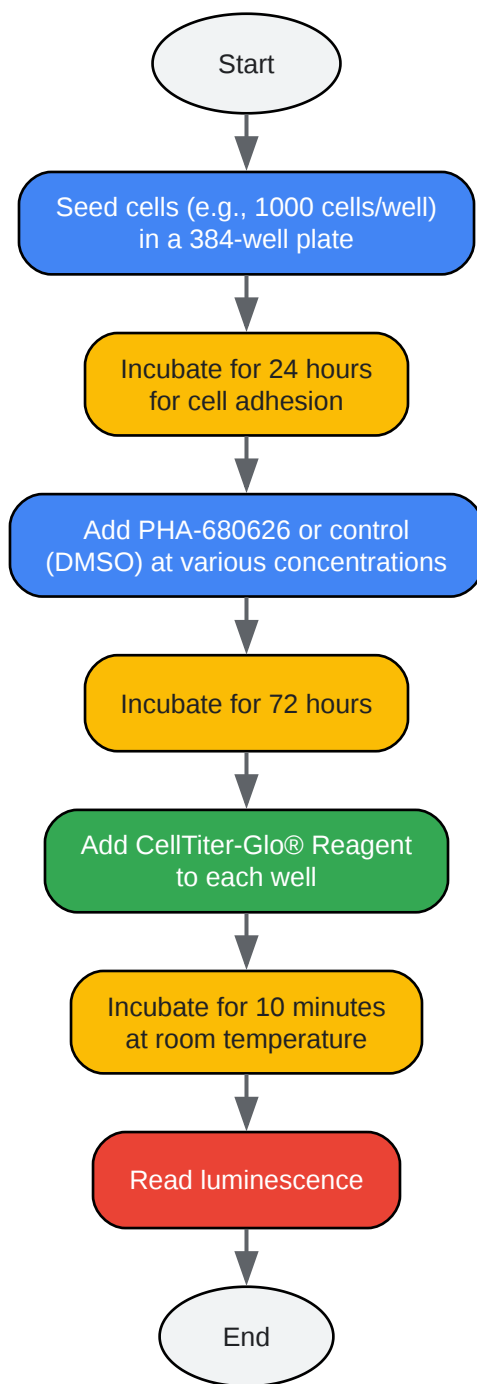 Start
Seed cells (e.g., 1000 cells/well)
in a 384-well plate
Incubate for 24 hours
for cell adhesion
Add PHA-680626 or control
(DMSO) at various concentrations
Incubate for 72 hours
Add CellTiter-Glo® Reagent
to each well
Incubate for 10 minutes
at room temperature
Read luminescence
End